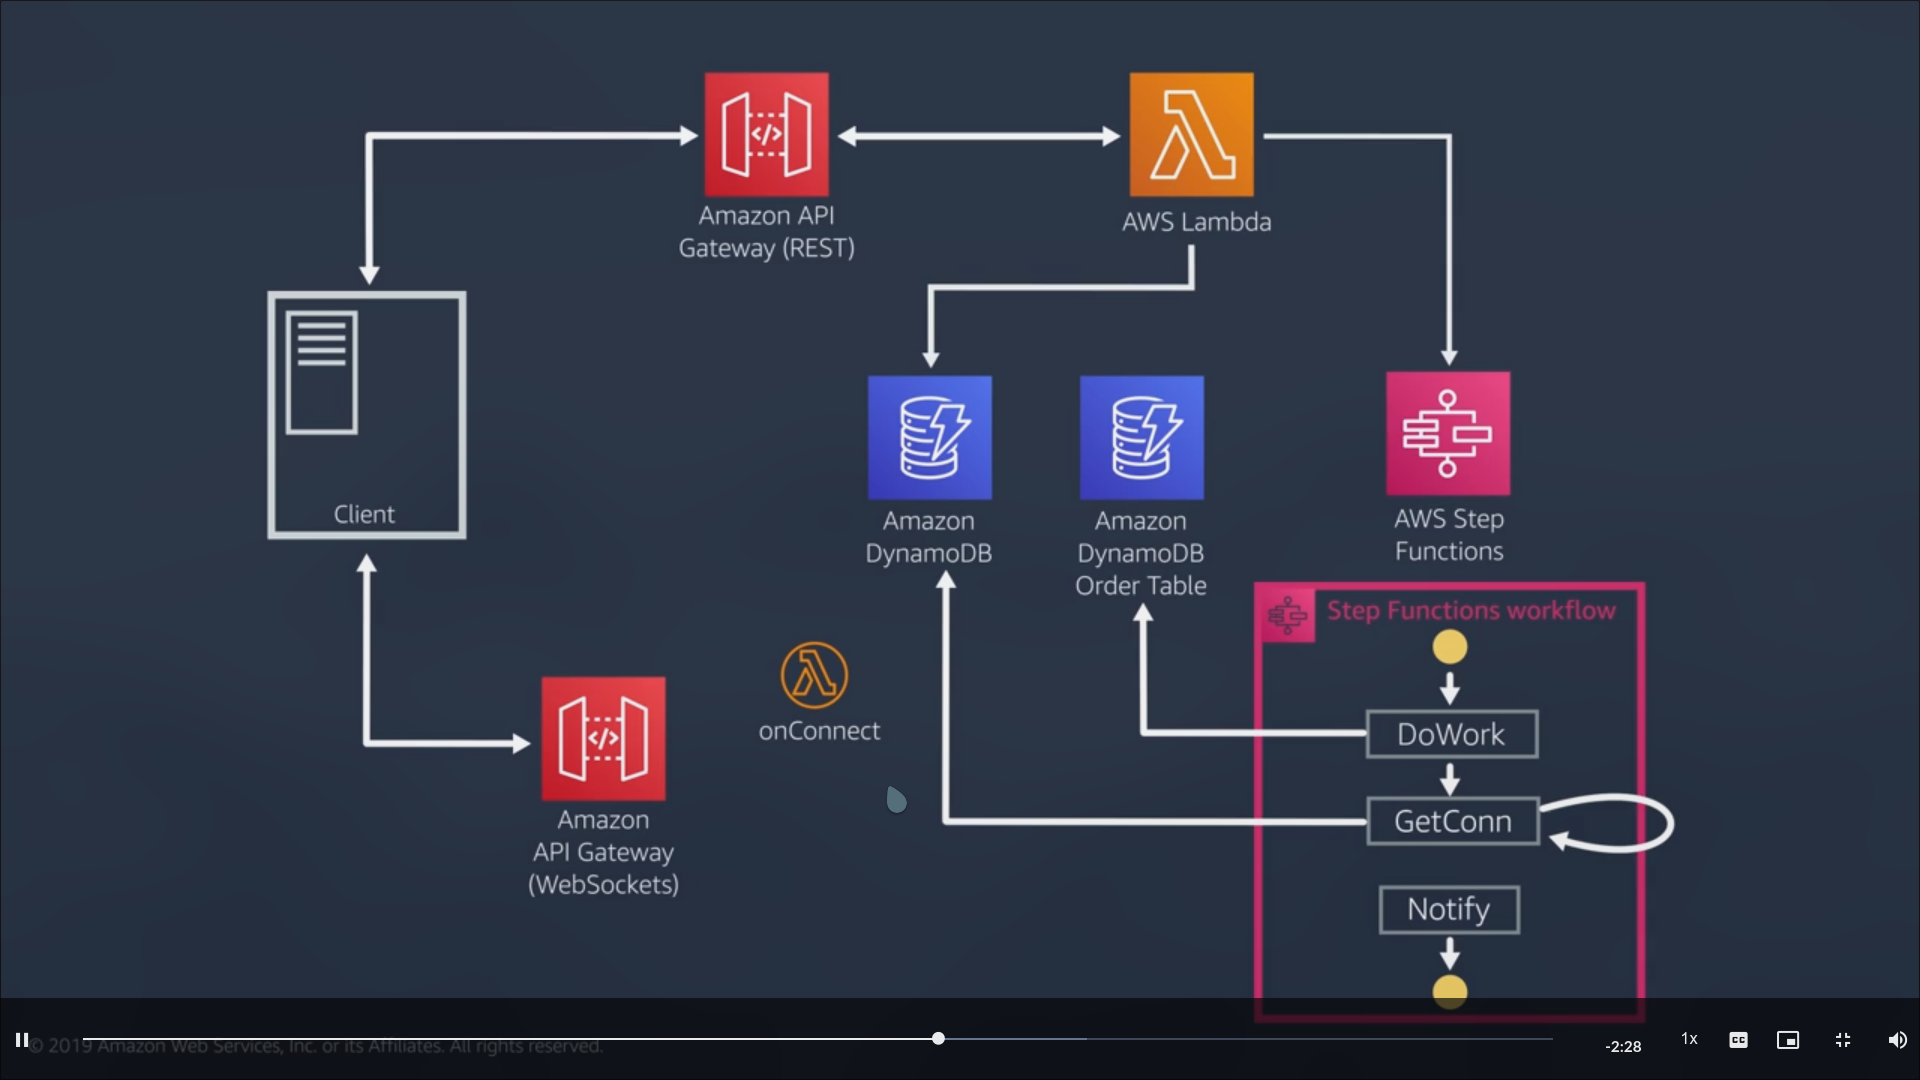 Amazon API
Gateway (REST)
</>
AWS Lambda
Client
Amazon
DynamoDB
Amazon
DynamoDB
Order Table
AWS Step
Functions
Step Functions workflow
DoWork
GetConn
Notify
onConnect
</>
Amazon
API Gateway
(WebSockets)
© 2019 Amazon Web Services, Inc. or its Affiliates. All rights reserved.
-2:28
1x
CC